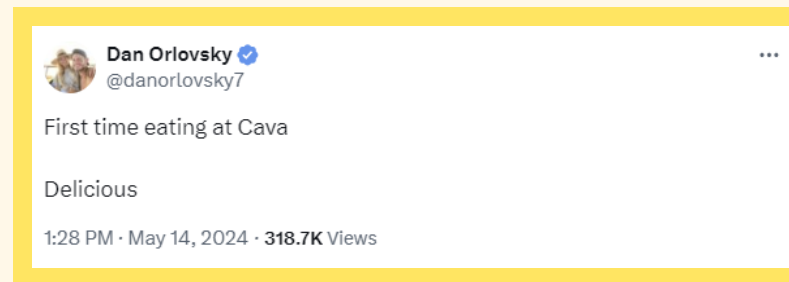 Dan Orlovsky
@danorlovsky7
First time eating at Cava
Delicious
1:28 PM · May 14, 2024 · 318.7K Views